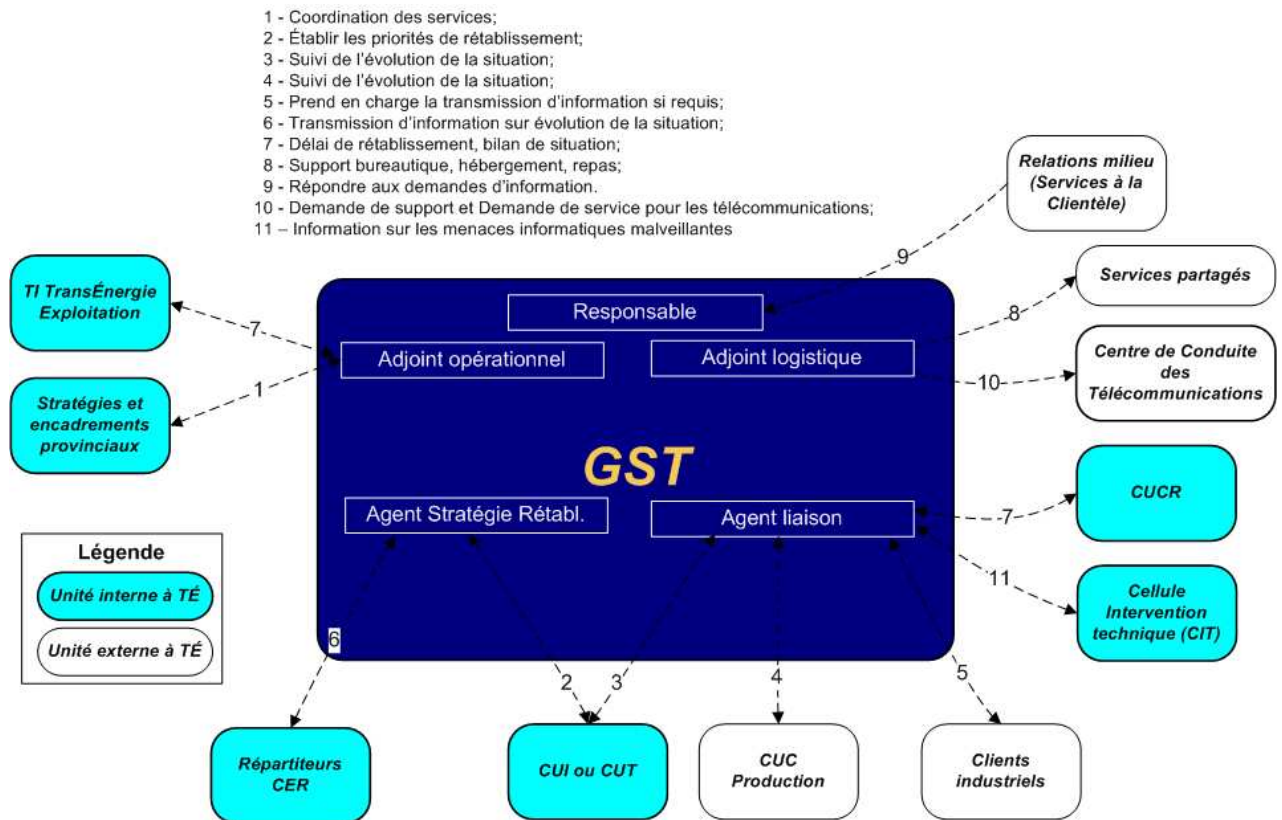 1 - Coordination des services;
2 - Établir les priorités de rétablissement;
3 - Suivi de l'évolution de la situation;
4 - Suivi de l'évolution de la situation;
5 - Prend en charge la transmission d'information si requis;
6 - Transmission d'information sur évolution de la situation;
7 - Délai de rétablissement, bilan de situation;
8 - Support bureautique, hébergement, repas;
9 - Répondre aux demandes d'information.
10 - Demande de support et Demande de service pour les télécommunications;
11 – Information sur les menaces informatiques malveillantes
Relations milieu
(Services à la
Clientèle)
9
TI TransÉnergie
Exploitation
7
Responsable
Services partagés
8
Adjoint opérationnel
Adjoint logistique
Centre de Conduite
des
Télécommunications
10
1
Stratégies et
encadrements
provinciaux
GST
CUCR
7
Agent Stratégie Rétabl.
Agent liaison
Légende
Unité interne à TÉ
Unité externe à TÉ
11
Cellule
Intervention
technique (CIT)
6
2
3
4
5
Répartiteurs
CER
CUI ou CUT
CUC
Production
Clients
industriels